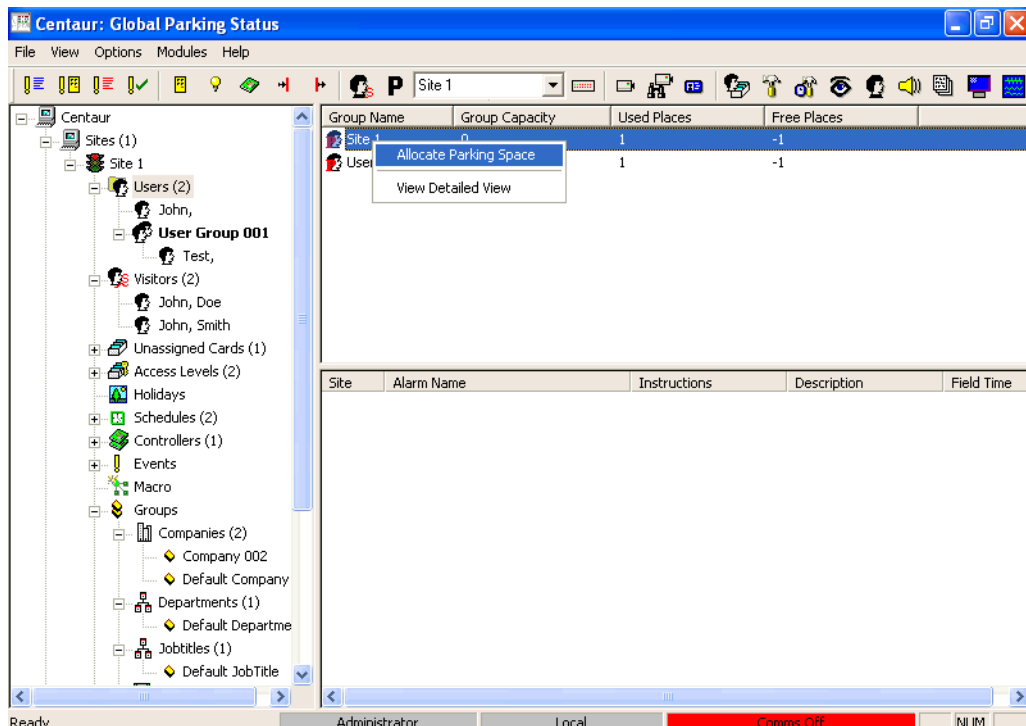 Centaur: Global Parking Status
File View Options Modules Help
P Site 1
Centaur
Sites (1)
Site 1
Users (2)
John,
User Group 001
Test,
Visitors (2)
John, Doe
John, Smith
Unassigned Cards (1)
Access Levels (2)
Holidays
Schedules (2)
Controllers (1)
Events
Macro
Groups
Companies (2)
Company 002
Default Company
Departments (1)
Default Departme
Jobtitles (1)
Default JobTitle
Group Name Group Capacity Used Places Free Places
Site 1 0 1 -1
User 1 -1
Allocate Parking Space
View Detailed View
Site Alarm Name Instructions Description Field Time
Ready Administrator Local Comms Off NUM